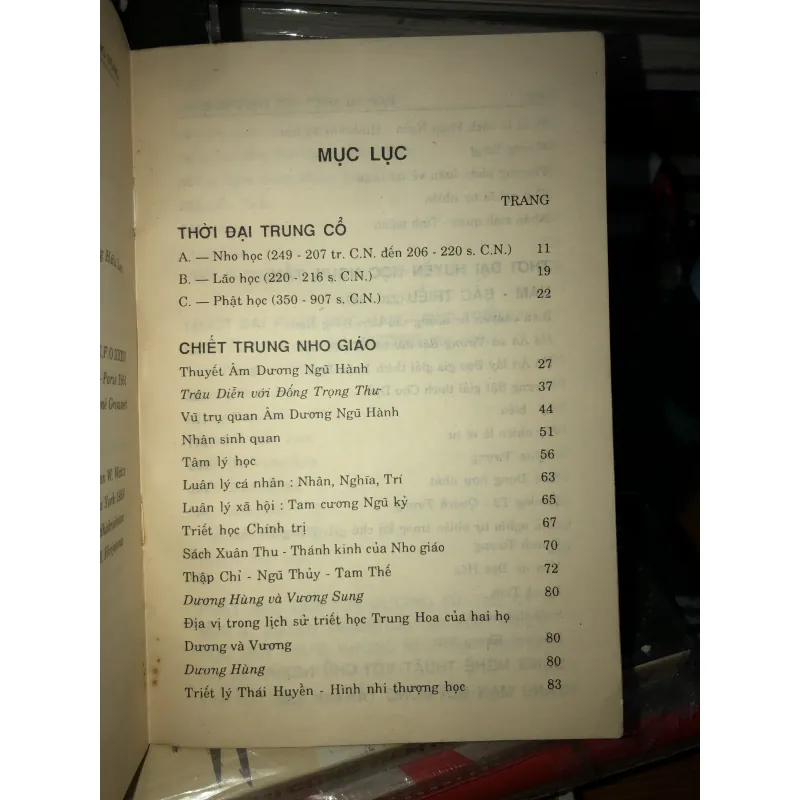 MỤC LỤC
TRANG
THỜI ĐẠI TRUNG CỔ
A. — Nho học (249 - 207 tr. C.N. đến 206 - 220 s. C.N.) 11
B. — Lão học (220 - 216 s. C.N.) 19
C. — Phật học (350 - 907 s. C.N.) 22
CHIẾT TRUNG NHO GIÁO
Thuyết Âm Dương Ngũ Hành 27
Trâu Diễn với Đổng Trọng Thư 37
Vũ trụ quan Âm Dương Ngũ Hành 44
Nhân sinh quan 51
Tâm lý học 56
Luân lý cá nhân : Nhân, Nghĩa, Trí 63
Luân lý xã hội : Tam cương Ngũ kỷ 65
Triết học Chính trị 67
Sách Xuân Thu - Thánh kinh của Nho giáo 70
Thập Chỉ - Ngũ Thủy - Tam Thế 72
Dương Hùng và Vương Sung 80
Địa vị trong lịch sử triết học Trung Hoa của hai họ
Dương và Vương 80
Dương Hùng 80
Triết lý Thái Huyền - Hình nhi thượng học 83